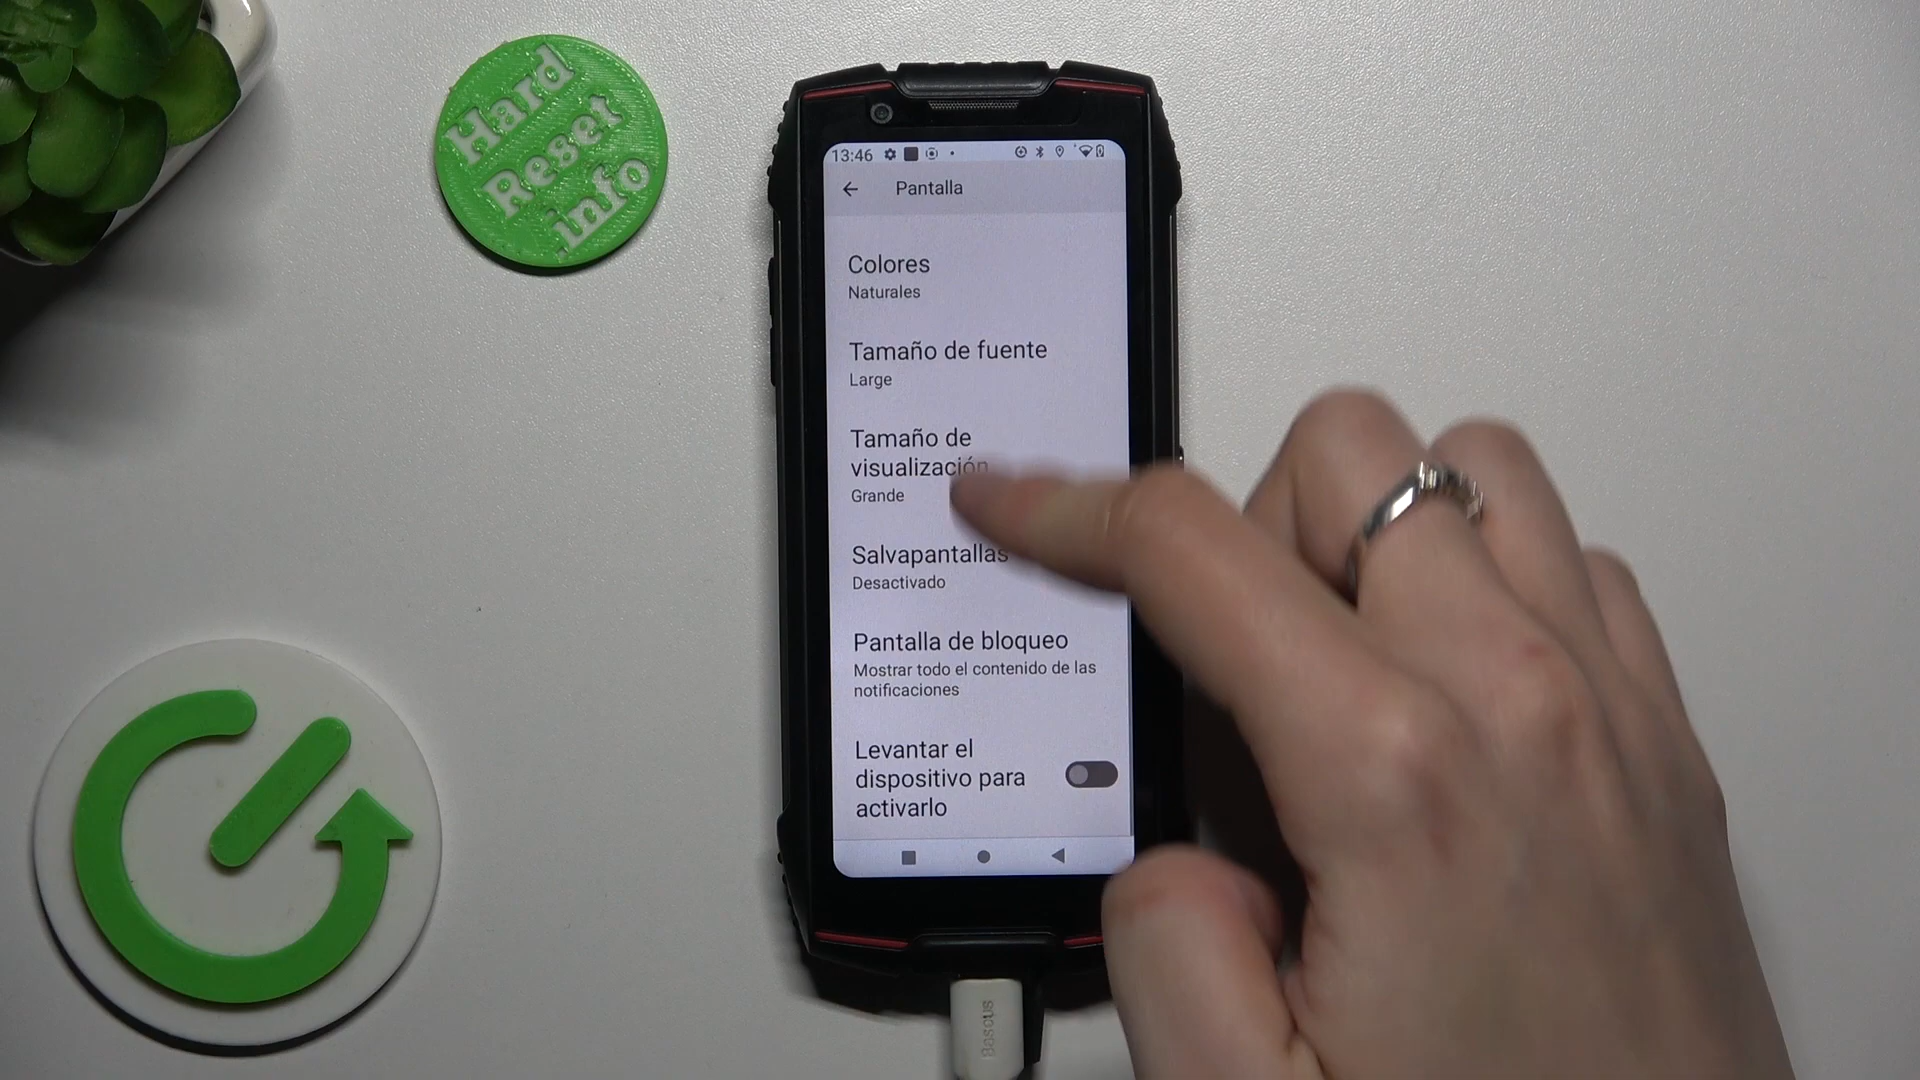 Hard
Reset
.info
13:46
Pantalla
Colores
Naturales
Tamaño de fuente
Large
Tamaño de
visualización
Grande
Salvapantallas
Desactivado
Pantalla de bloqueo
Mostrar todo el contenido de las
notificaciones
Levantar el
dispositivo para
activarlo
Baseus